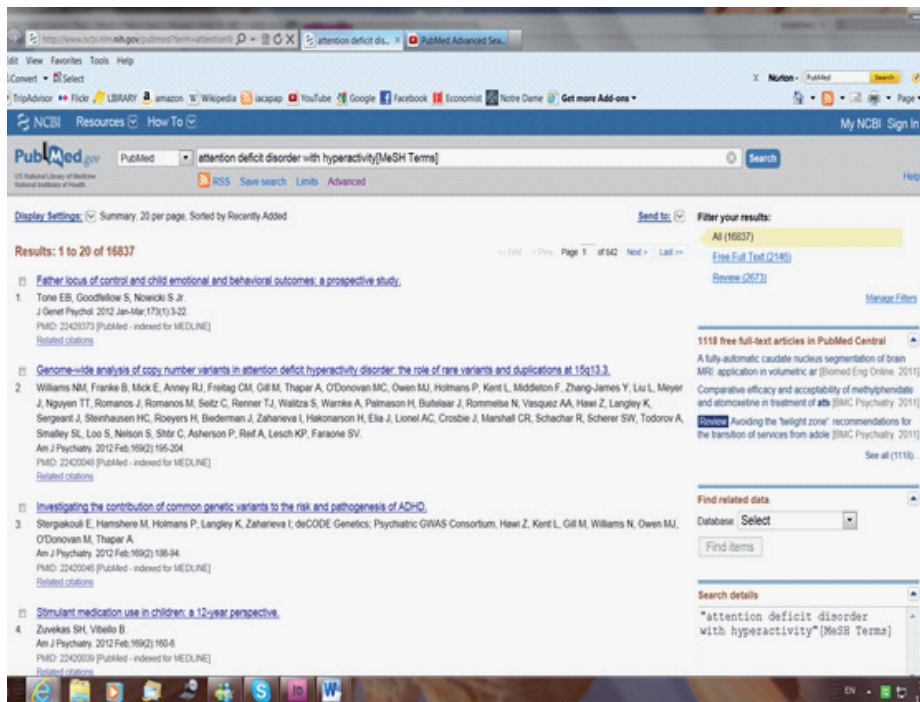 http://www.ncbi.nlm.nih.gov/pubmed?term=attention%
attention deficit dis...
PubMed Advanced Sea...
dit View Favorites Tools Help
Convert Select
X Norton - PubMed Search
TripAdvisor Flickr LIBRARY amazon Wikipedia iacapap YouTube Google Facebook Economist Notre Dame Get more Add-ons
Page
NCBI Resources How To My NCBI Sign In
PubMed.gov PubMed attention deficit disorder with hyperactivity[MeSH Terms] Search
US National Library of Medicine
National Institutes of Health
RSS Save search Limits Advanced Help
Display Settings: Summary, 20 per page, Sorted by Recently Added Send to:
Results: 1 to 20 of 16837 << First < Prev Page 1 of 842 Next > Last >>
Father locus of control and child emotional and behavioral outcomes: a prospective study.
1. Tone EB, Goodfellow S, Nowicki S Jr.
J Genet Psychol. 2012 Jan-Mar;173(1):3-22.
PMID: 22428373 [PubMed - indexed for MEDLINE]
Related citations
Genome-wide analysis of copy number variants in attention deficit hyperactivity disorder: the role of rare variants and duplications at 15q13.3.
2. Williams NM, Franke B, Mick E, Anney RJ, Freitag CM, Gill M, Thapar A, O'Donovan MC, Owen MJ, Holmans P, Kent L, Middleton F, Zhang-James Y, Liu L, Meyer
J, Nguyen TT, Romanos J, Romanos M, Seitz C, Renner TJ, Walitza S, Warnke A, Palmason H, Buitelaar J, Rommelse N, Vasquez AA, Hawi Z, Langley K,
Sergeant J, Steinhausen HC, Roeyers H, Biederman J, Zaharieva I, Hakonarson H, Elia J, Lionel AC, Crosbie J, Marshall CR, Schachar R, Scherer SW, Todorov A,
Smalley SL, Loo S, Nelson S, Shtir C, Asherson P, Reif A, Lesch KP, Faraone SV.
Am J Psychiatry. 2012 Feb;169(2):195-204.
PMID: 22420048 [PubMed - indexed for MEDLINE]
Related citations
Investigating the contribution of common genetic variants to the risk and pathogenesis of ADHD.
3. Stergiakouli E, Hamshere M, Holmans P, Langley K, Zaharieva I; deCODE Genetics; Psychiatric GWAS Consortium, Hawi Z, Kent L, Gill M, Williams N, Owen MJ,
O'Donovan M, Thapar A.
Am J Psychiatry. 2012 Feb;169(2):186-94.
PMID: 22420046 [PubMed - indexed for MEDLINE]
Related citations
Stimulant medication use in children: a 12-year perspective.
4. Zuvekas SH, Vitiello B.
Am J Psychiatry. 2012 Feb;169(2):160-6.
PMID: 22420039 [PubMed - indexed for MEDLINE]
Related citations
Filter your results:
All (16837)
Free Full Text (2146)
Review (2673)
Manage Filters
1118 free full-text articles in PubMed Central
A fully-automatic caudate nucleus segmentation of brain
MRI: application in volumetric ar [Biomed Eng Online. 2011]
Comparative efficacy and acceptability of methylphenidate
and atomoxetine in treatment of atte [BMC Psychiatry. 2011]
Review Avoiding the 'twilight zone': recommendations for
the transition of services from adole [BMC Psychiatry. 2011]
See all (1118)...
Find related data
Database: Select
Find items
Search details
"attention deficit disorder
with hyperactivity"[MeSH Terms]
EN